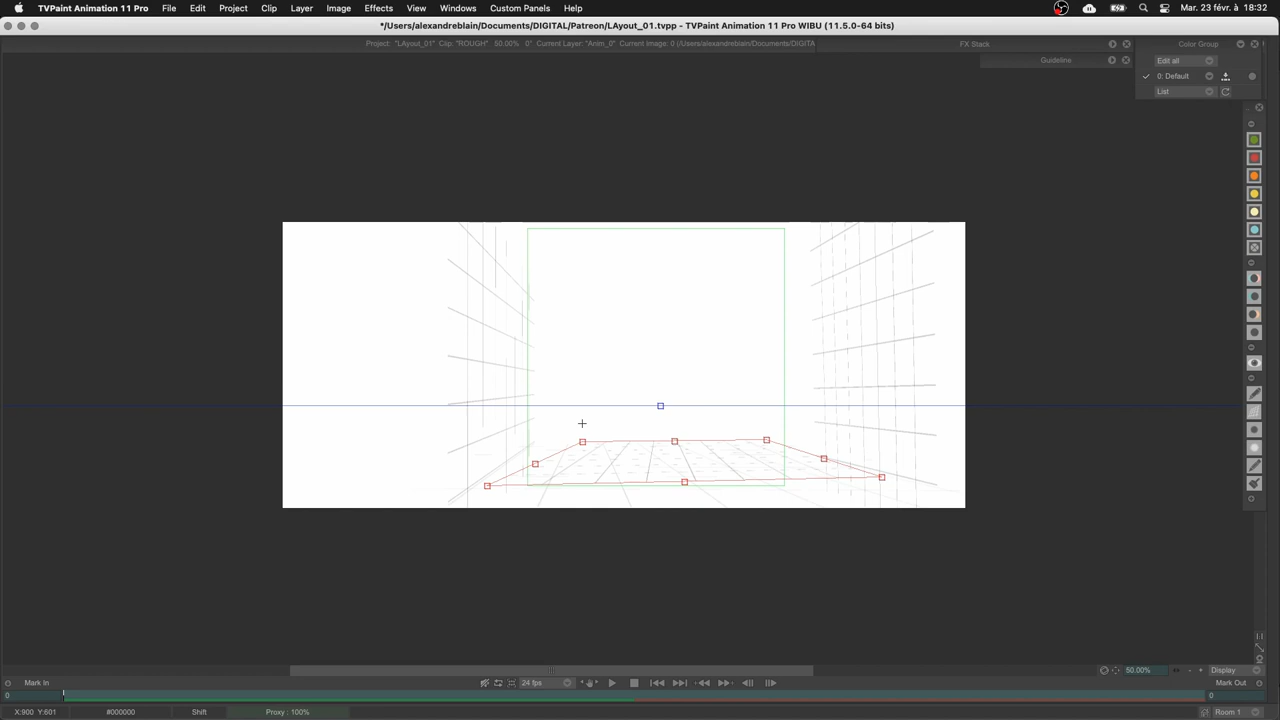 TVPaint Animation 11 Pro File Edit Project Clip Layer Image Effects View Windows Custom Panels Help Mar. 23 févr. à 18:32
*/Users/alexandreblain/Documents/DIGITAL/Patreon/LAyout_01.tvpp - TVPaint Animation 11 Pro WIBU (11.5.0-64 bits)
Project: "LAyout_01" Clip: "ROUGH" 50.00% 0° Current Layer: "Anim_0" Current Image: 0 (/Users/alexandreblain/Documents/DIGITA FX Stack Color Group
Guideline Edit all
0: Default
List
50.00% Display
Mark In 24 fps Mark Out
0 0
X:900 Y:601 #000000 Shift Proxy : 100% Room 1